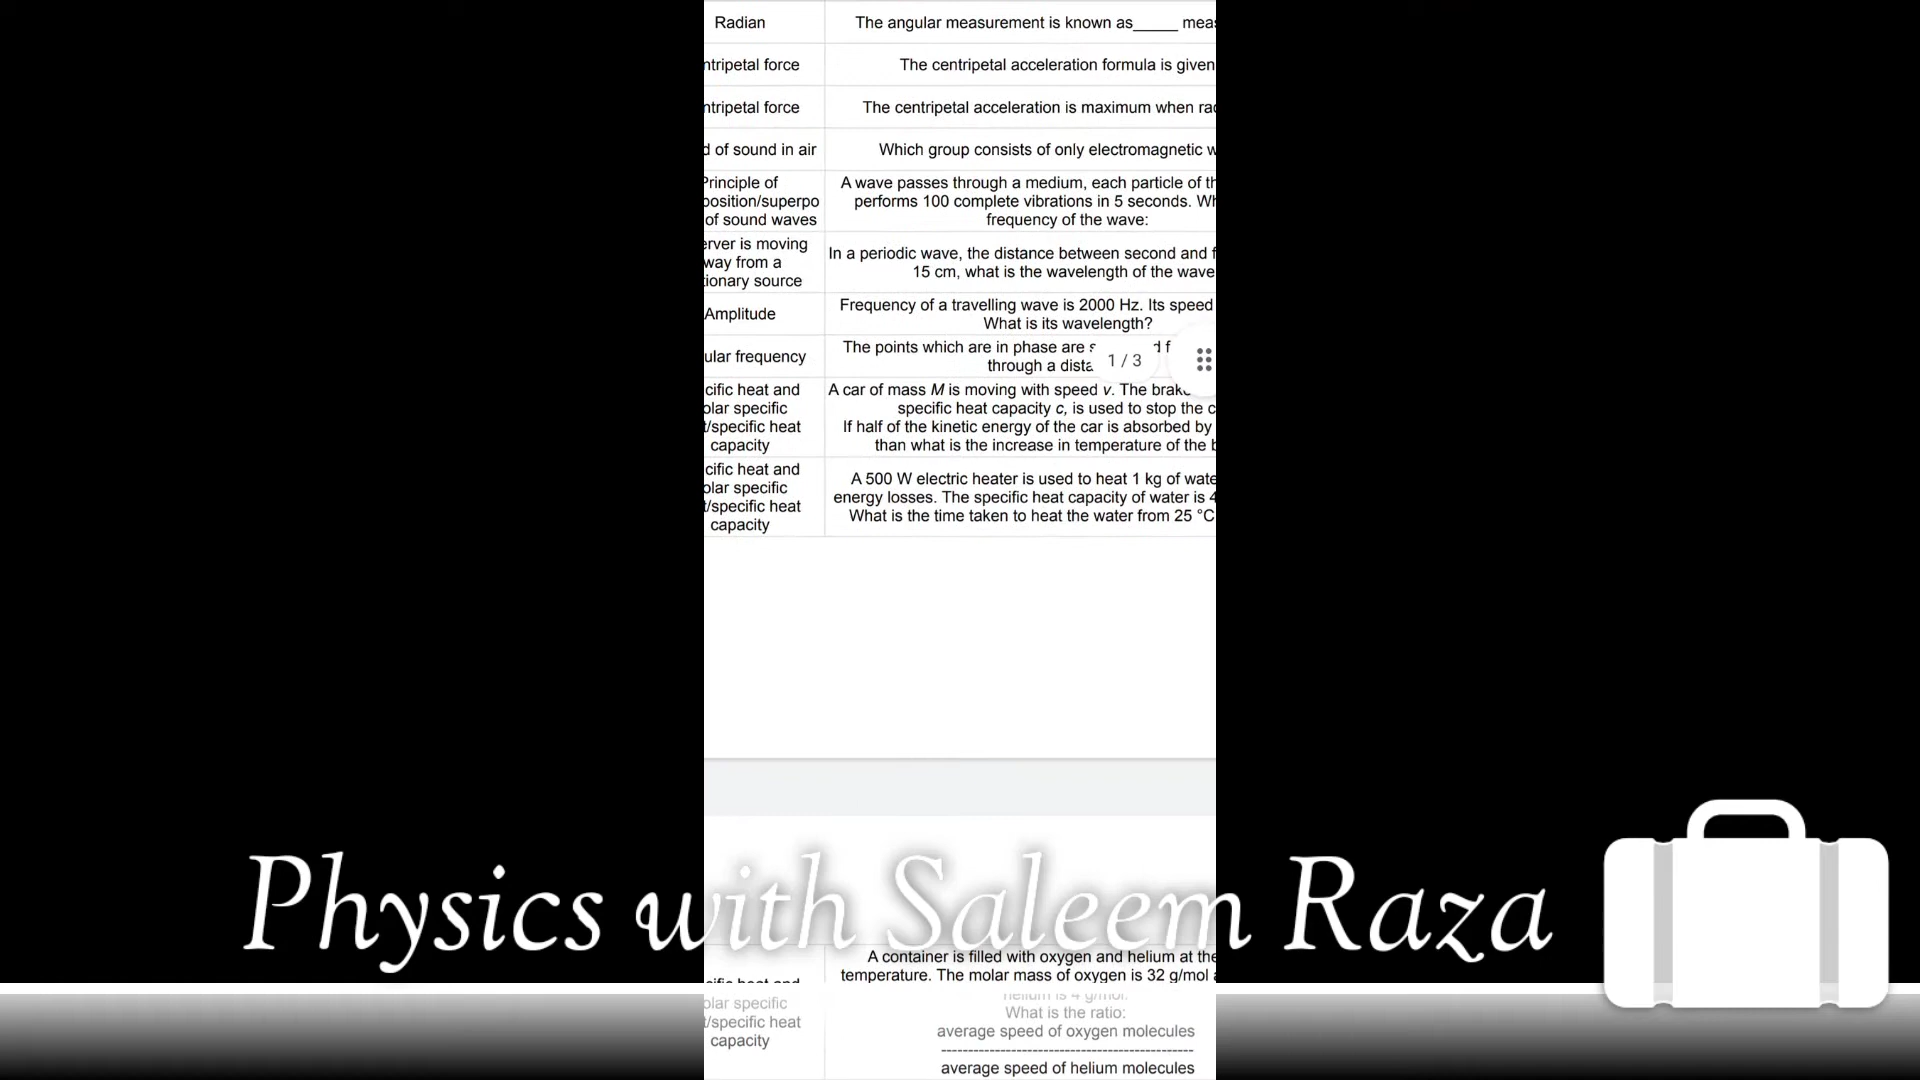 Radian
The angular measurement is known as_____
ntripetal force
The centripetal acceleration formula is given
ntripetal force
The centripetal acceleration is maximum when
d of sound in air
Which group consists of only electromagnetic
Principle of
position/superpo
of sound waves
A wave passes through a medium, each particle of
performs 100 complete vibrations in 5 seconds.
frequency of the wave:
erver is moving
way from a
tionary source
In a periodic wave, the distance between second and
15 cm, what is the wavelength of the wave
Amplitude
Frequency of a travelling wave is 2000 Hz. Its speed
What is its wavelength?
ular frequency
The points which are in phase are
through a
1 / 3
cific heat and
olar specific
t/specific heat
capacity
A car of mass M is moving with speed v. The
specific heat capacity c, is used to stop the
If half of the kinetic energy of the car is absorbed by
than what is the increase in temperature of the
cific heat and
olar specific
t/specific heat
capacity
A 500 W electric heater is used to heat 1 kg of
energy losses. The specific heat capacity of water is
What is the time taken to heat the water from 25 °C
Physics with Saleem Raza
A container is filled with oxygen and helium at the
temperature. The molar mass of oxygen is 32 g/mol
helium is 4 g/mol.
What is the ratio:
average speed of oxygen molecules
average speed of helium molecules
olar specific
t/specific heat
capacity